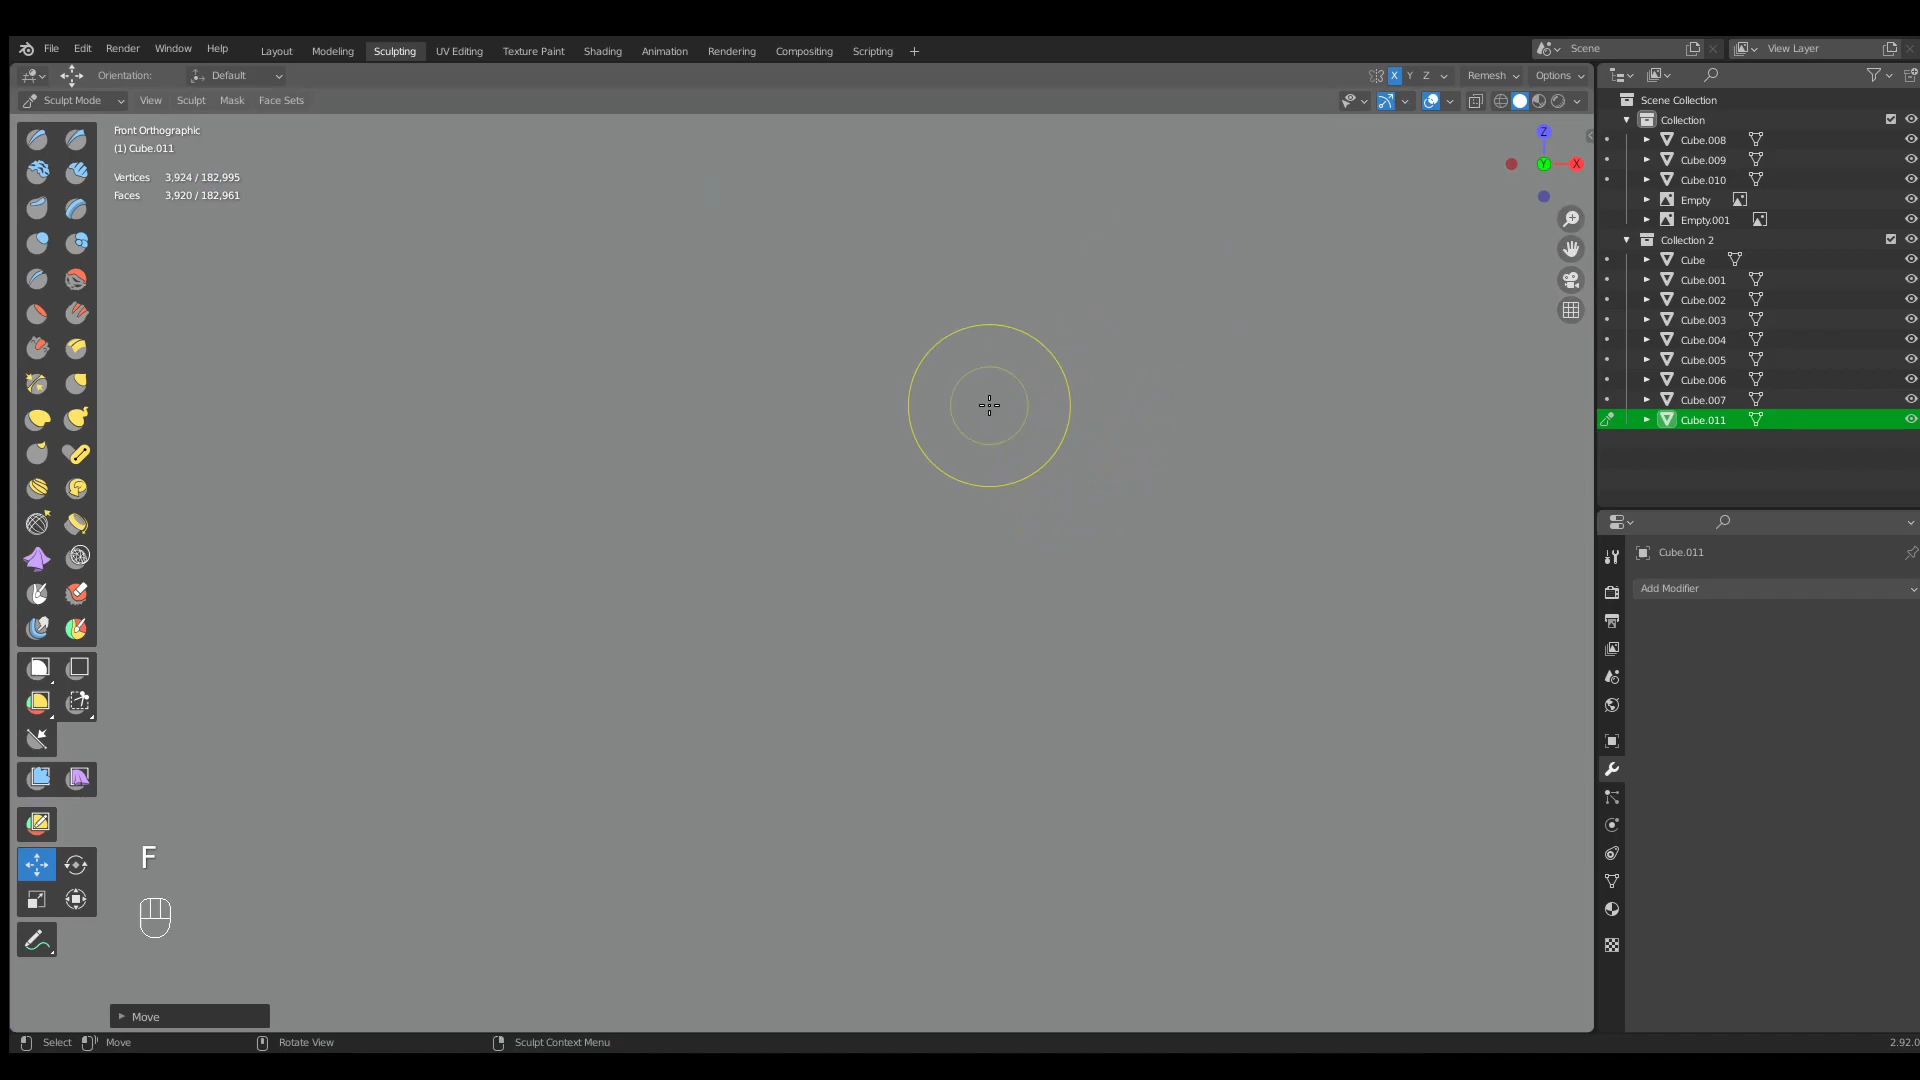 File Edit Render Window Help
Layout Modeling Sculpting UV Editing Texture Paint Shading Animation Rendering Compositing Scripting +
Scene
View Layer
Orientation: Default
X Y Z Remesh Options
Sculpt Mode View Sculpt Mask Face Sets
Front Orthographic
(1) Cube.011
Vertices 3,924 / 182,995
Faces 3,920 / 182,961
Z
Y
X
F
Move
Scene Collection
Collection
Cube.008
Cube.009
Cube.010
Empty
Empty.001
Collection 2
Cube
Cube.001
Cube.002
Cube.003
Cube.004
Cube.005
Cube.006
Cube.007
Cube.011
Cube.011
Add Modifier
Select Move Rotate View Sculpt Context Menu
2.92.0